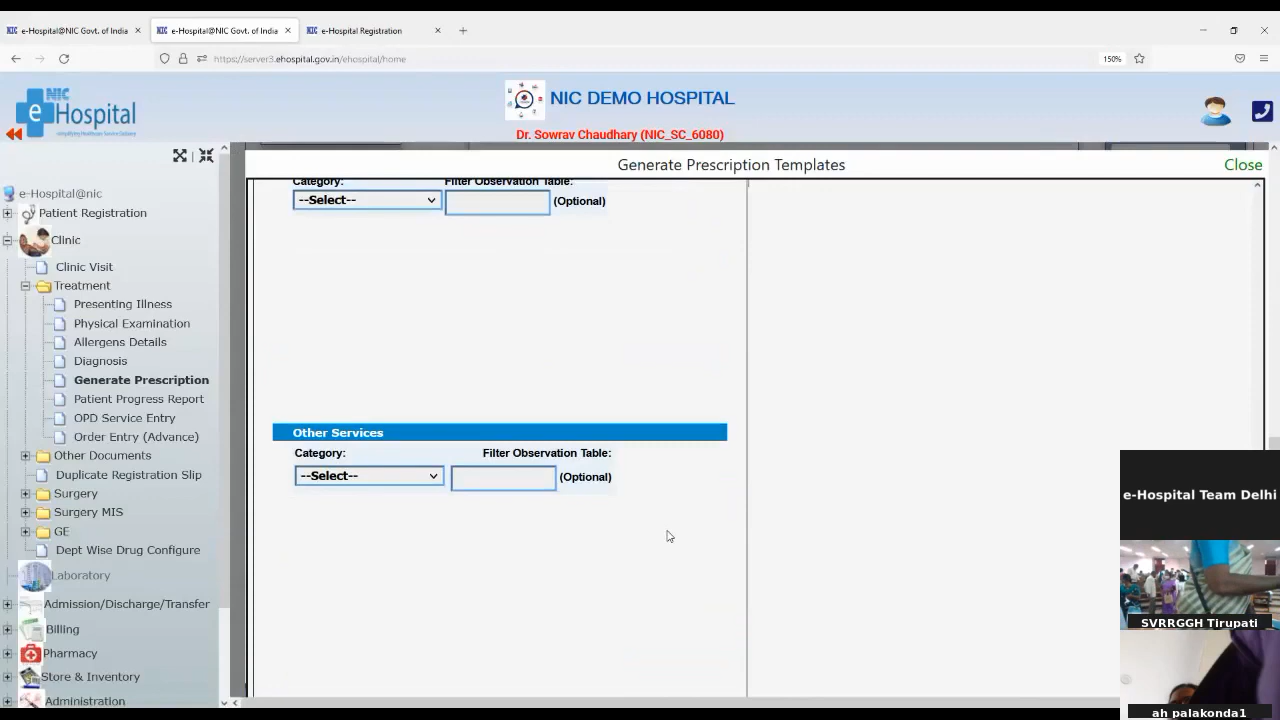 e-Hospital@NIC Govt. of India
e-Hospital@NIC Govt. of India
e-Hospital Registration
https://server3.ehospital.gov.in/ehospital/home
150%
NIC
eHospital
NIC DEMO HOSPITAL
Dr. Sowrav Chaudhary (NIC_SC_6080)
Generate Prescription Templates
Close
e-Hospital@nic
Patient Registration
Clinic
Clinic Visit
Treatment
Presenting Illness
Physical Examination
Allergens Details
Diagnosis
Generate Prescription
Patient Progress Report
OPD Service Entry
Order Entry (Advance)
Other Documents
Duplicate Registration Slip
Surgery
Surgery MIS
GE
Dept Wise Drug Configure
Laboratory
Admission/Discharge/Transfer
Billing
Pharmacy
Store & Inventory
Administration
Category:
Filter Observation Table:
--Select--
(Optional)
Other Services
Category:
Filter Observation Table:
--Select--
(Optional)
e-Hospital Team Delhi
SVRRGGH Tirupati
ah palakonda1